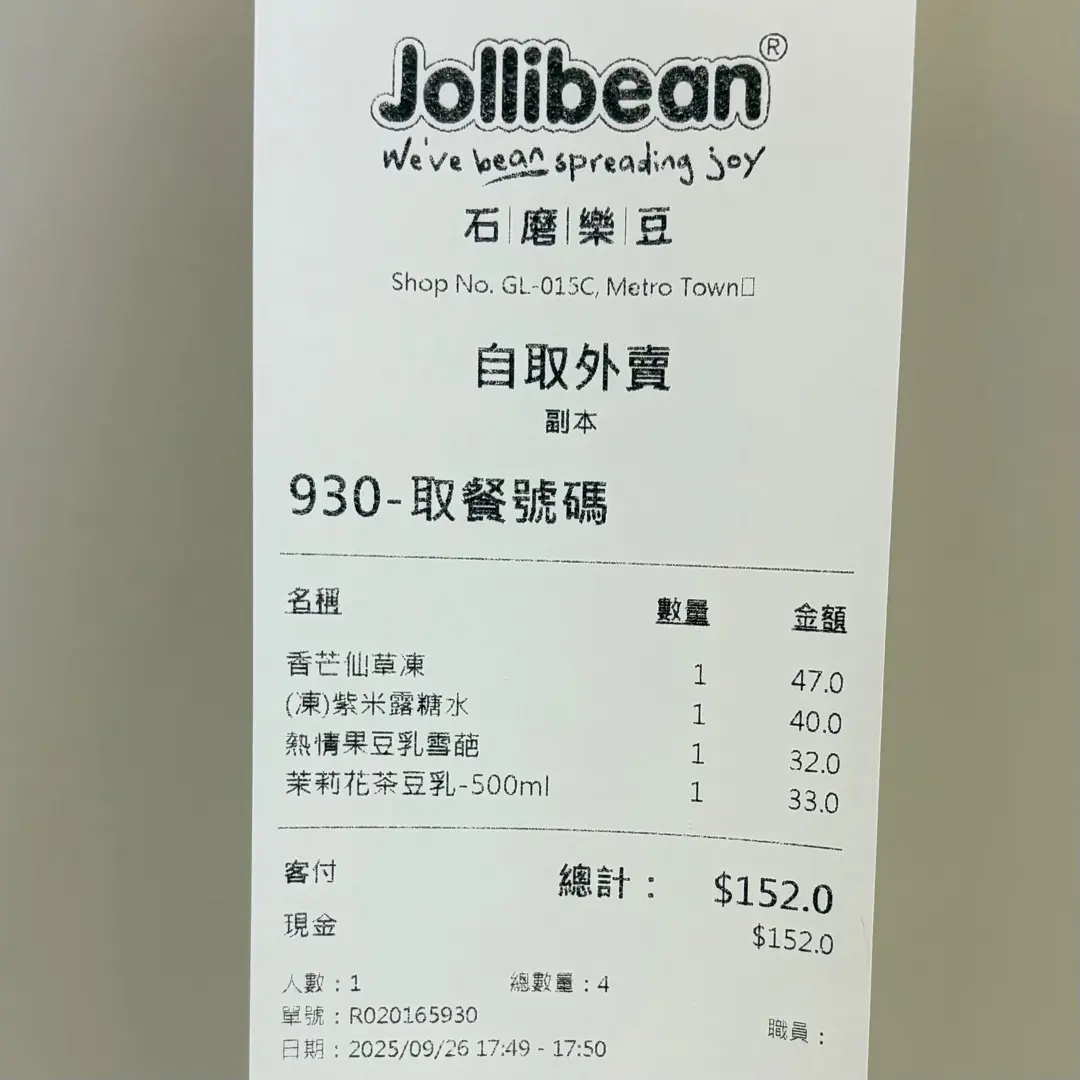 Jollibean®
We've bean spreading joy
石|磨|樂|豆
Shop No. GL-015C, Metro Town□
自取外賣
副本
930-取餐號碼
名稱 數量 金額
香芒仙草凍 1 47.0
(凍)紫米露糖水 1 40.0
熱情果豆乳雪葩 1 32.0
茉莉花茶豆乳-500ml 1 33.0
客付 總計： $152.0
現金 $152.0
人數：1 總數量：4
單號：R020165930 職員：
日期：2025/09/26 17:49 - 17:50